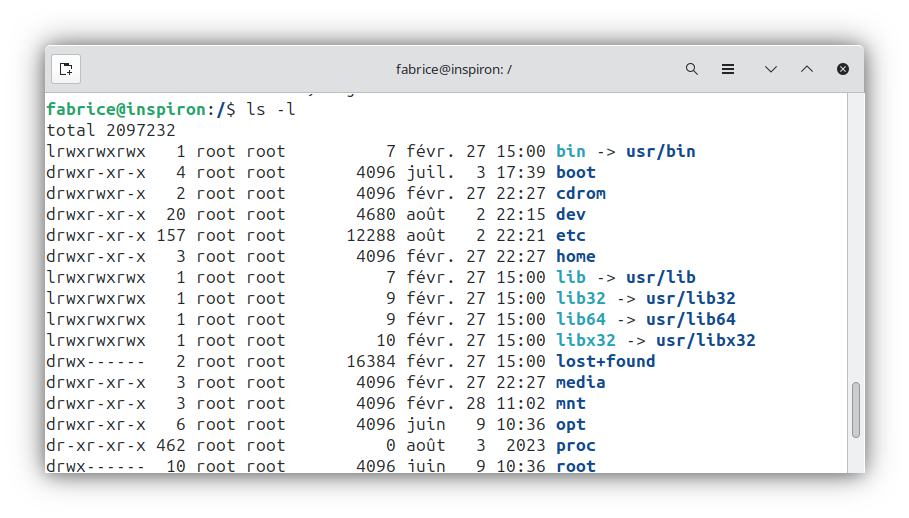 fabrice@inspiron: /
fabrice@inspiron:/$ ls -l
total 2097232
lrwxrwxrwx   1 root root          7 févr. 27 15:00 bin -> usr/bin
drwxr-xr-x   4 root root       4096 juil.  3 17:39 boot
drwxrwxr-x   2 root root       4096 févr. 27 22:27 cdrom
drwxr-xr-x  20 root root       4680 août   2 22:15 dev
drwxr-xr-x 157 root root      12288 août   2 22:21 etc
drwxr-xr-x   3 root root       4096 févr. 27 22:27 home
lrwxrwxrwx   1 root root          7 févr. 27 15:00 lib -> usr/lib
lrwxrwxrwx   1 root root          9 févr. 27 15:00 lib32 -> usr/lib32
lrwxrwxrwx   1 root root          9 févr. 27 15:00 lib64 -> usr/lib64
lrwxrwxrwx   1 root root         10 févr. 27 15:00 libx32 -> usr/libx32
drwx------   2 root root      16384 févr. 27 15:00 lost+found
drwxr-xr-x   3 root root       4096 févr. 27 22:27 media
drwxr-xr-x   3 root root       4096 févr. 28 11:02 mnt
drwxr-xr-x   6 root root       4096 juin   9 10:36 opt
dr-xr-xr-x 462 root root          0 août   3  2023 proc
drwx------  10 root root       4096 juin   9 10:36 root